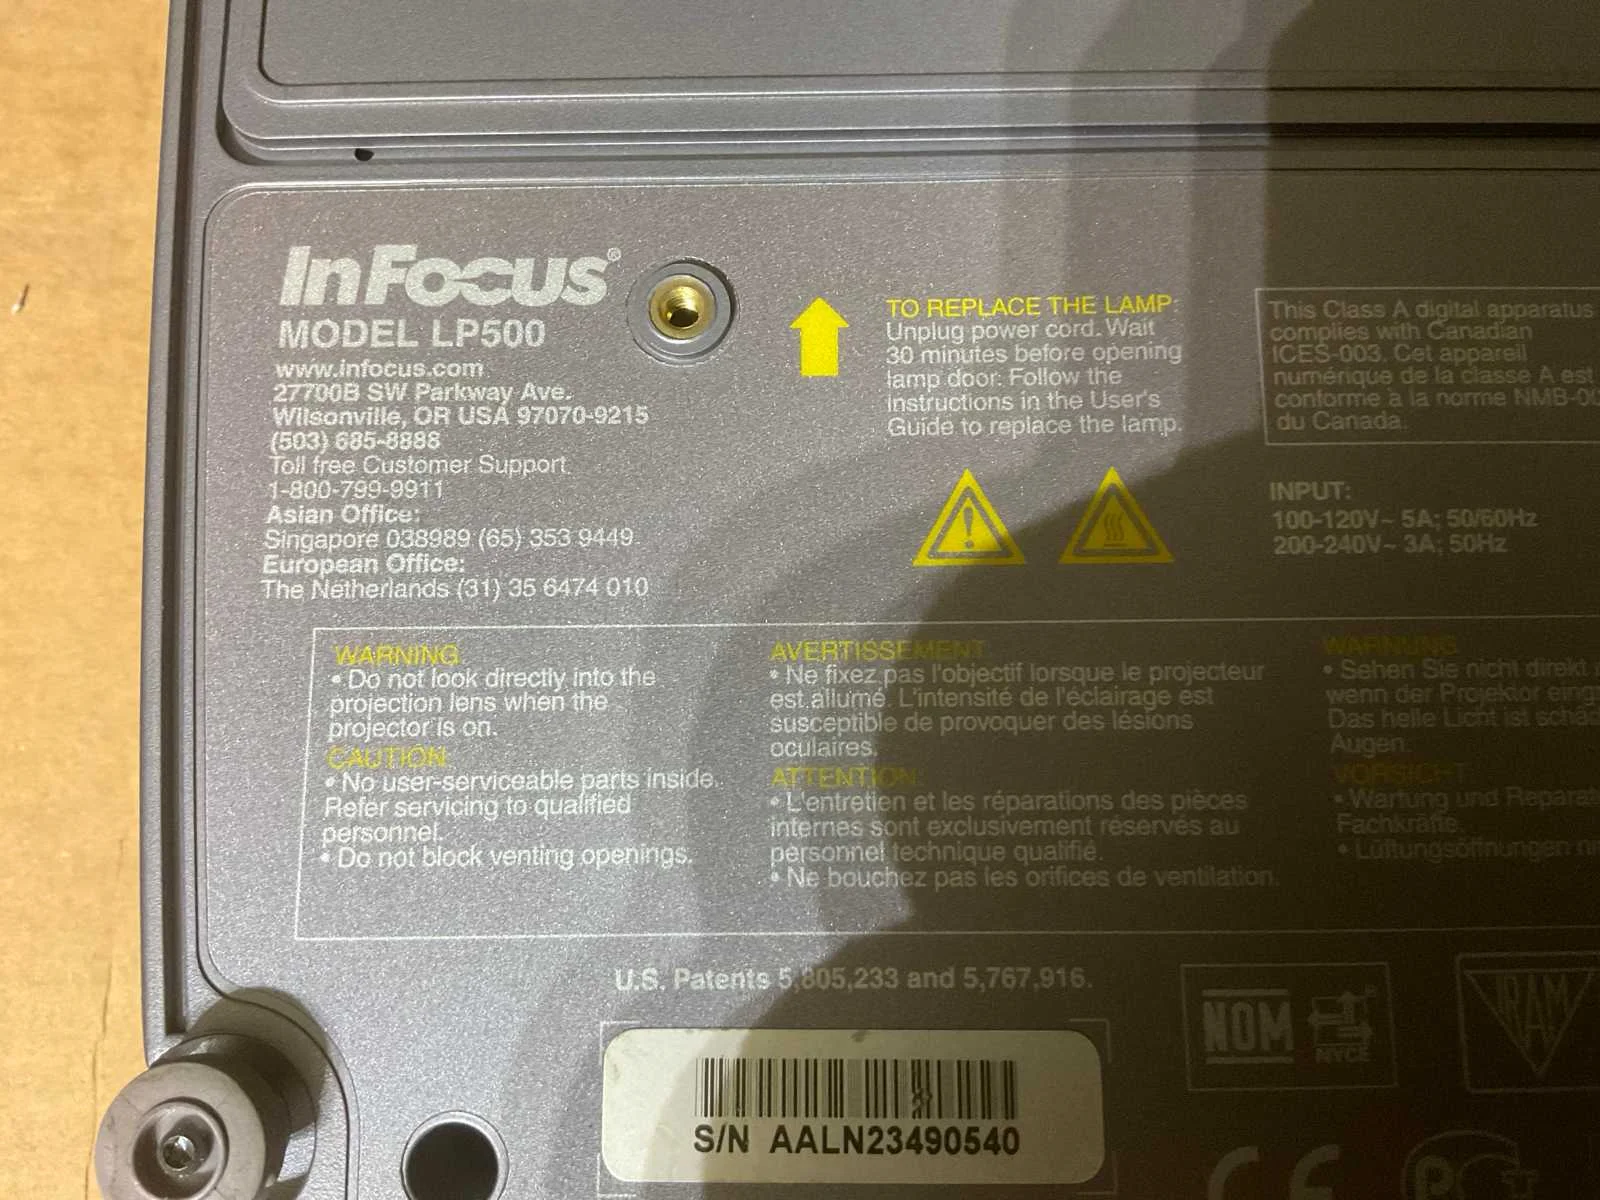 InFocus®
MODEL LP500
www.infocus.com
27700B SW Parkway Ave.
Wilsonville, OR USA 97070-9215
(503) 685-8888
Toll free Customer Support
1-800-799-9911
Asian Office:
Singapore 038989 (65) 353 9449
European Office:
The Netherlands (31) 35 6474 010
TO REPLACE THE LAMP
Unplug power cord. Wait
30 minutes before opening
lamp door. Follow the
instructions in the User's
Guide to replace the lamp.
This Class A digital apparatus
complies with Canadian
ICES-003. Cet appareil
numérique de la classe A est
conforme à la norme NMB-00
du Canada.
INPUT:
100-120V~ 5A; 50/60Hz
200-240V~ 3A; 50Hz
WARNING
• Do not look directly into the
projection lens when the
projector is on.
CAUTION:
• No user-serviceable parts inside.
Refer servicing to qualified
personnel.
• Do not block venting openings.
AVERTISSEMENT
• Ne fixez pas l'objectif lorsque le projecteur
est allumé. L'intensité de l'éclairage est
susceptible de provoquer des lésions
oculaires.
ATTENTION:
• L'entretien et les réparations des pièces
internes sont exclusivement réservés au
personnel technique qualifié.
• Ne bouchez pas les orifices de ventilation.
WARNUNG
• Sehen Sie nicht direkt
wenn der Projektor
Das helle Licht ist
Augen.
VORSICHT
• Wartung und
Fachkräfte.
• Lüftungsöffnungen
U.S. Patents 5,805,233 and 5,767,916.
NOM
NYCE
S/N AALN23490540
CE